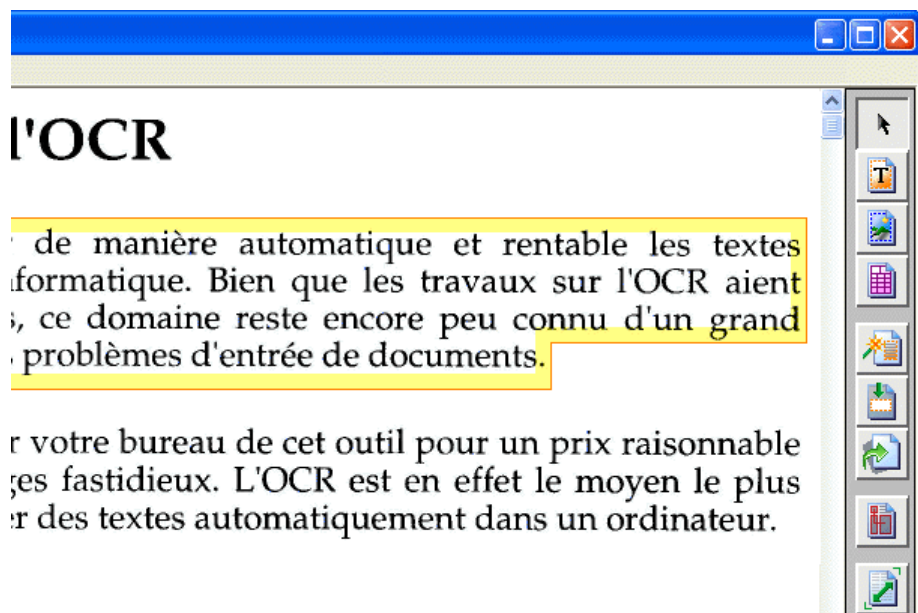 l'OCR
de manière automatique et rentable les textes
nformatique. Bien que les travaux sur l'OCR aient
, ce domaine reste encore peu connu d'un grand
problèmes d'entrée de documents.
r votre bureau de cet outil pour un prix raisonnable
ges fastidieux. L'OCR est en effet le moyen le plus
er des textes automatiquement dans un ordinateur.
T